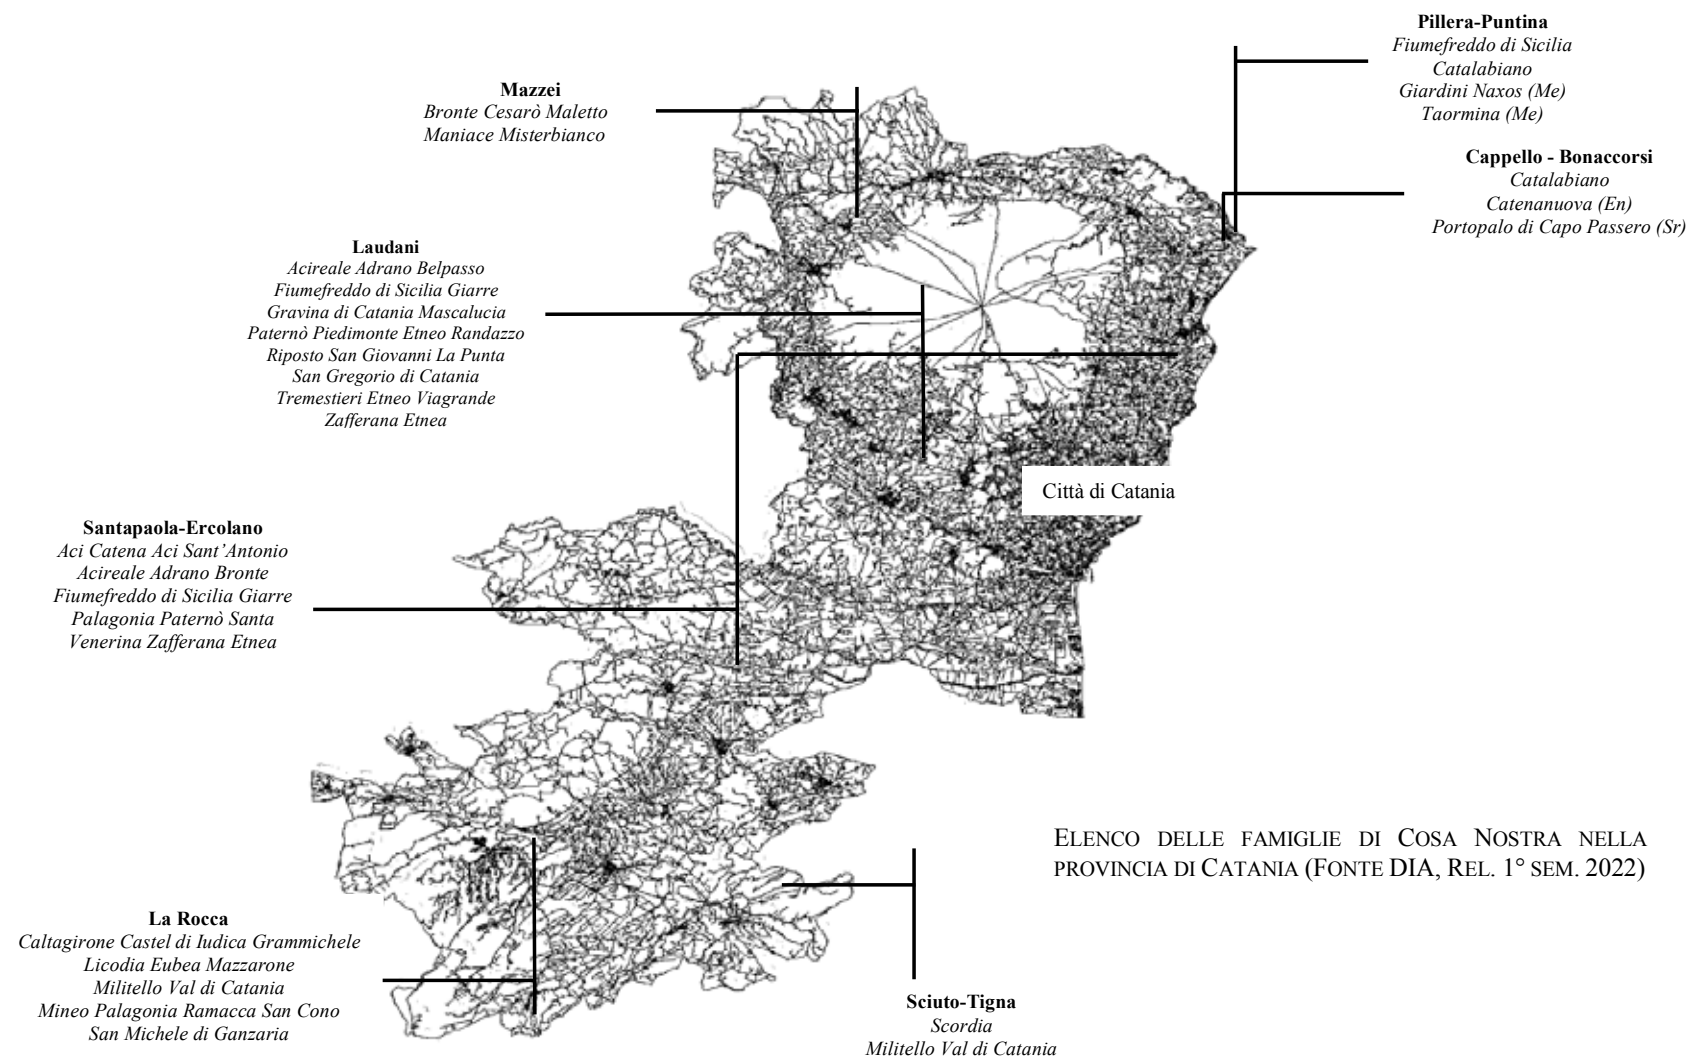 Pillera-Puntina
Fiumefreddo di Sicilia
Catalabiano
Giardini Naxos (Me)
Taormina (Me)
Mazzei
Bronte Cesarò Maletto
Maniace Misterbianco
Cappello - Bonaccorsi
Catalabiano
Catenanuova (En)
Portopalo di Capo Passero (Sr)
Laudani
Acireale Adrano Belpasso
Fiumefreddo di Sicilia Giarre
Gravina di Catania Mascalucia
Paternò Piedimonte Etneo Randazzo
Riposto San Giovanni La Punta
San Gregorio di Catania
Tremestieri Etneo Viagrande
Zafferana Etnea
Città di Catania
Santapaola-Ercolano
Aci Catena Aci Sant’Antonio
Acireale Adrano Bronte
Fiumefreddo di Sicilia Giarre
Palagonia Paternò Santa
Venerina Zafferana Etnea
ELENCO DELLE FAMIGLIE DI COSA NOSTRA NELLA
PROVINCIA DI CATANIA (FONTE DIA, REL. 1° SEM. 2022)
La Rocca
Caltagirone Castel di Iudica Grammichele
Licodia Eubea Mazzarone
Militello Val di Catania
Mineo Palagonia Ramacca San Cono
San Michele di Ganzaria
Sciuto-Tigna
Scordia
Militello Val di Catania